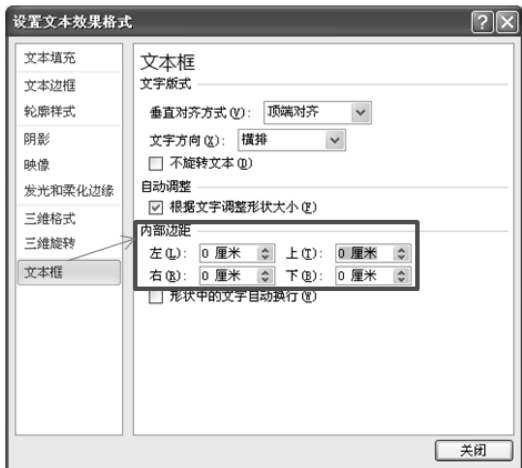 设置文本效果格式
文本填充
文本边框
轮廓样式
阴影
映像
发光和柔化边缘
三维格式
三维旋转
文本框
文本框
文字版式
垂直对齐方式(V): 顶端对齐
文字方向(X): 横排
不旋转文本(D)
自动调整
根据文字调整形状大小(F)
内部边距
左(L): 0 厘米 上(T): 0 厘米
右(R): 0 厘米 下(B): 0 厘米
形状中的文字自动换行(W)
关闭